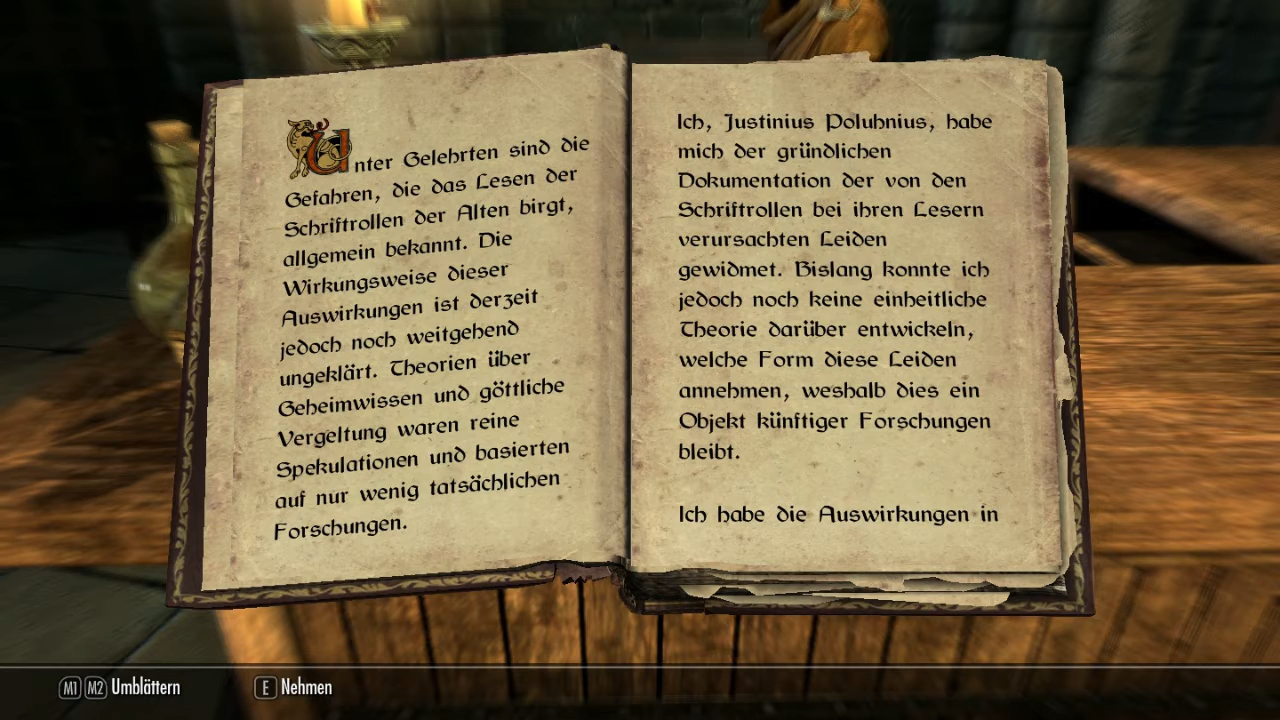 Unter Gelehrten sind die
Gefahren, die das Lesen der
Schriftrollen der Alten birgt,
allgemein bekannt. Die
Wirkungsweise dieser
Auswirkungen ist derzeit
jedoch noch weitgehend
ungeklärt. Theorien über
Geheimwissen und göttliche
Vergeltung waren reine
Spekulationen und basierten
auf nur wenig tatsächlichen
Forschungen.
Ich, Justinius Poluhnius, habe
mich der gründlichen
Dokumentation der von den
Schriftrollen bei ihren Lesern
verursachten Leiden
gewidmet. Bislang konnte ich
jedoch noch keine einheitliche
Theorie darüber entwickeln,
welche Form diese Leiden
annehmen, weshalb dies ein
Objekt künftiger Forschungen
bleibt.
Ich habe die Auswirkungen in
M1 M2 Umblättern E Nehmen